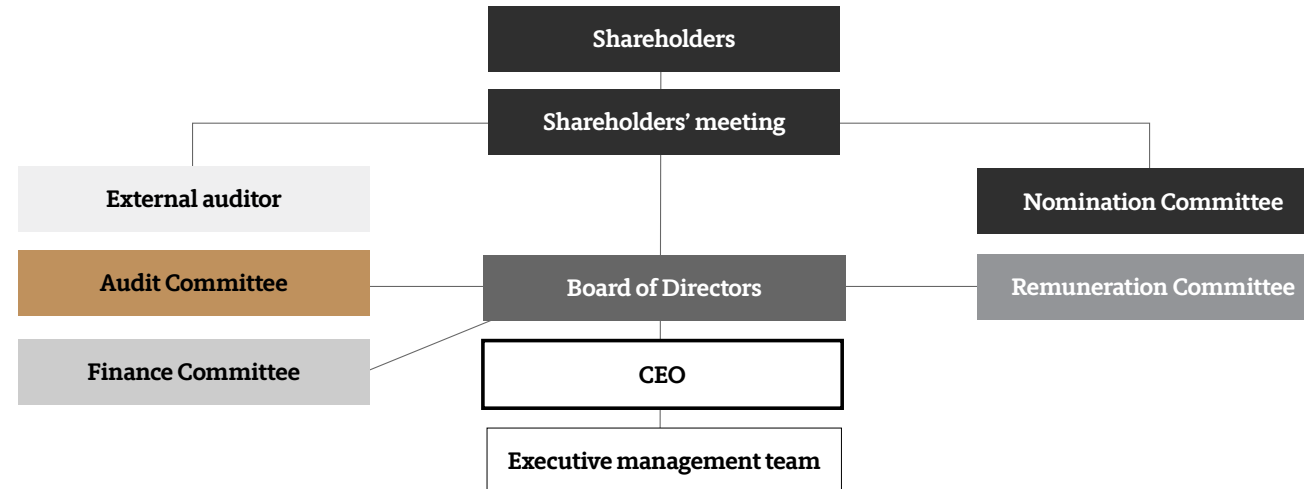 Shareholders
Shareholders’ meeting
External auditor
Nomination Committee
Audit Committee
Board of Directors
Remuneration Committee
Finance Committee
CEO
Executive management team